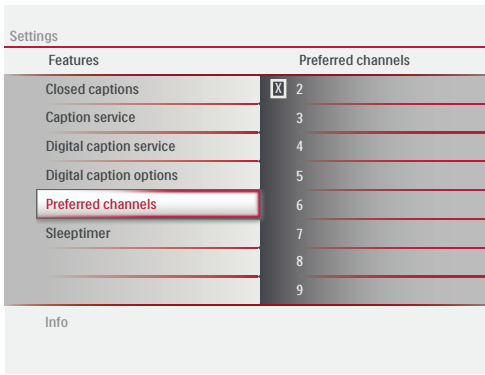 Settings
Features
Preferred channels
Closed captions
X 2
Caption service
3
Digital caption service
4
Digital caption options
5
Preferred channels
6
Sleeptimer
7
8
9
Info